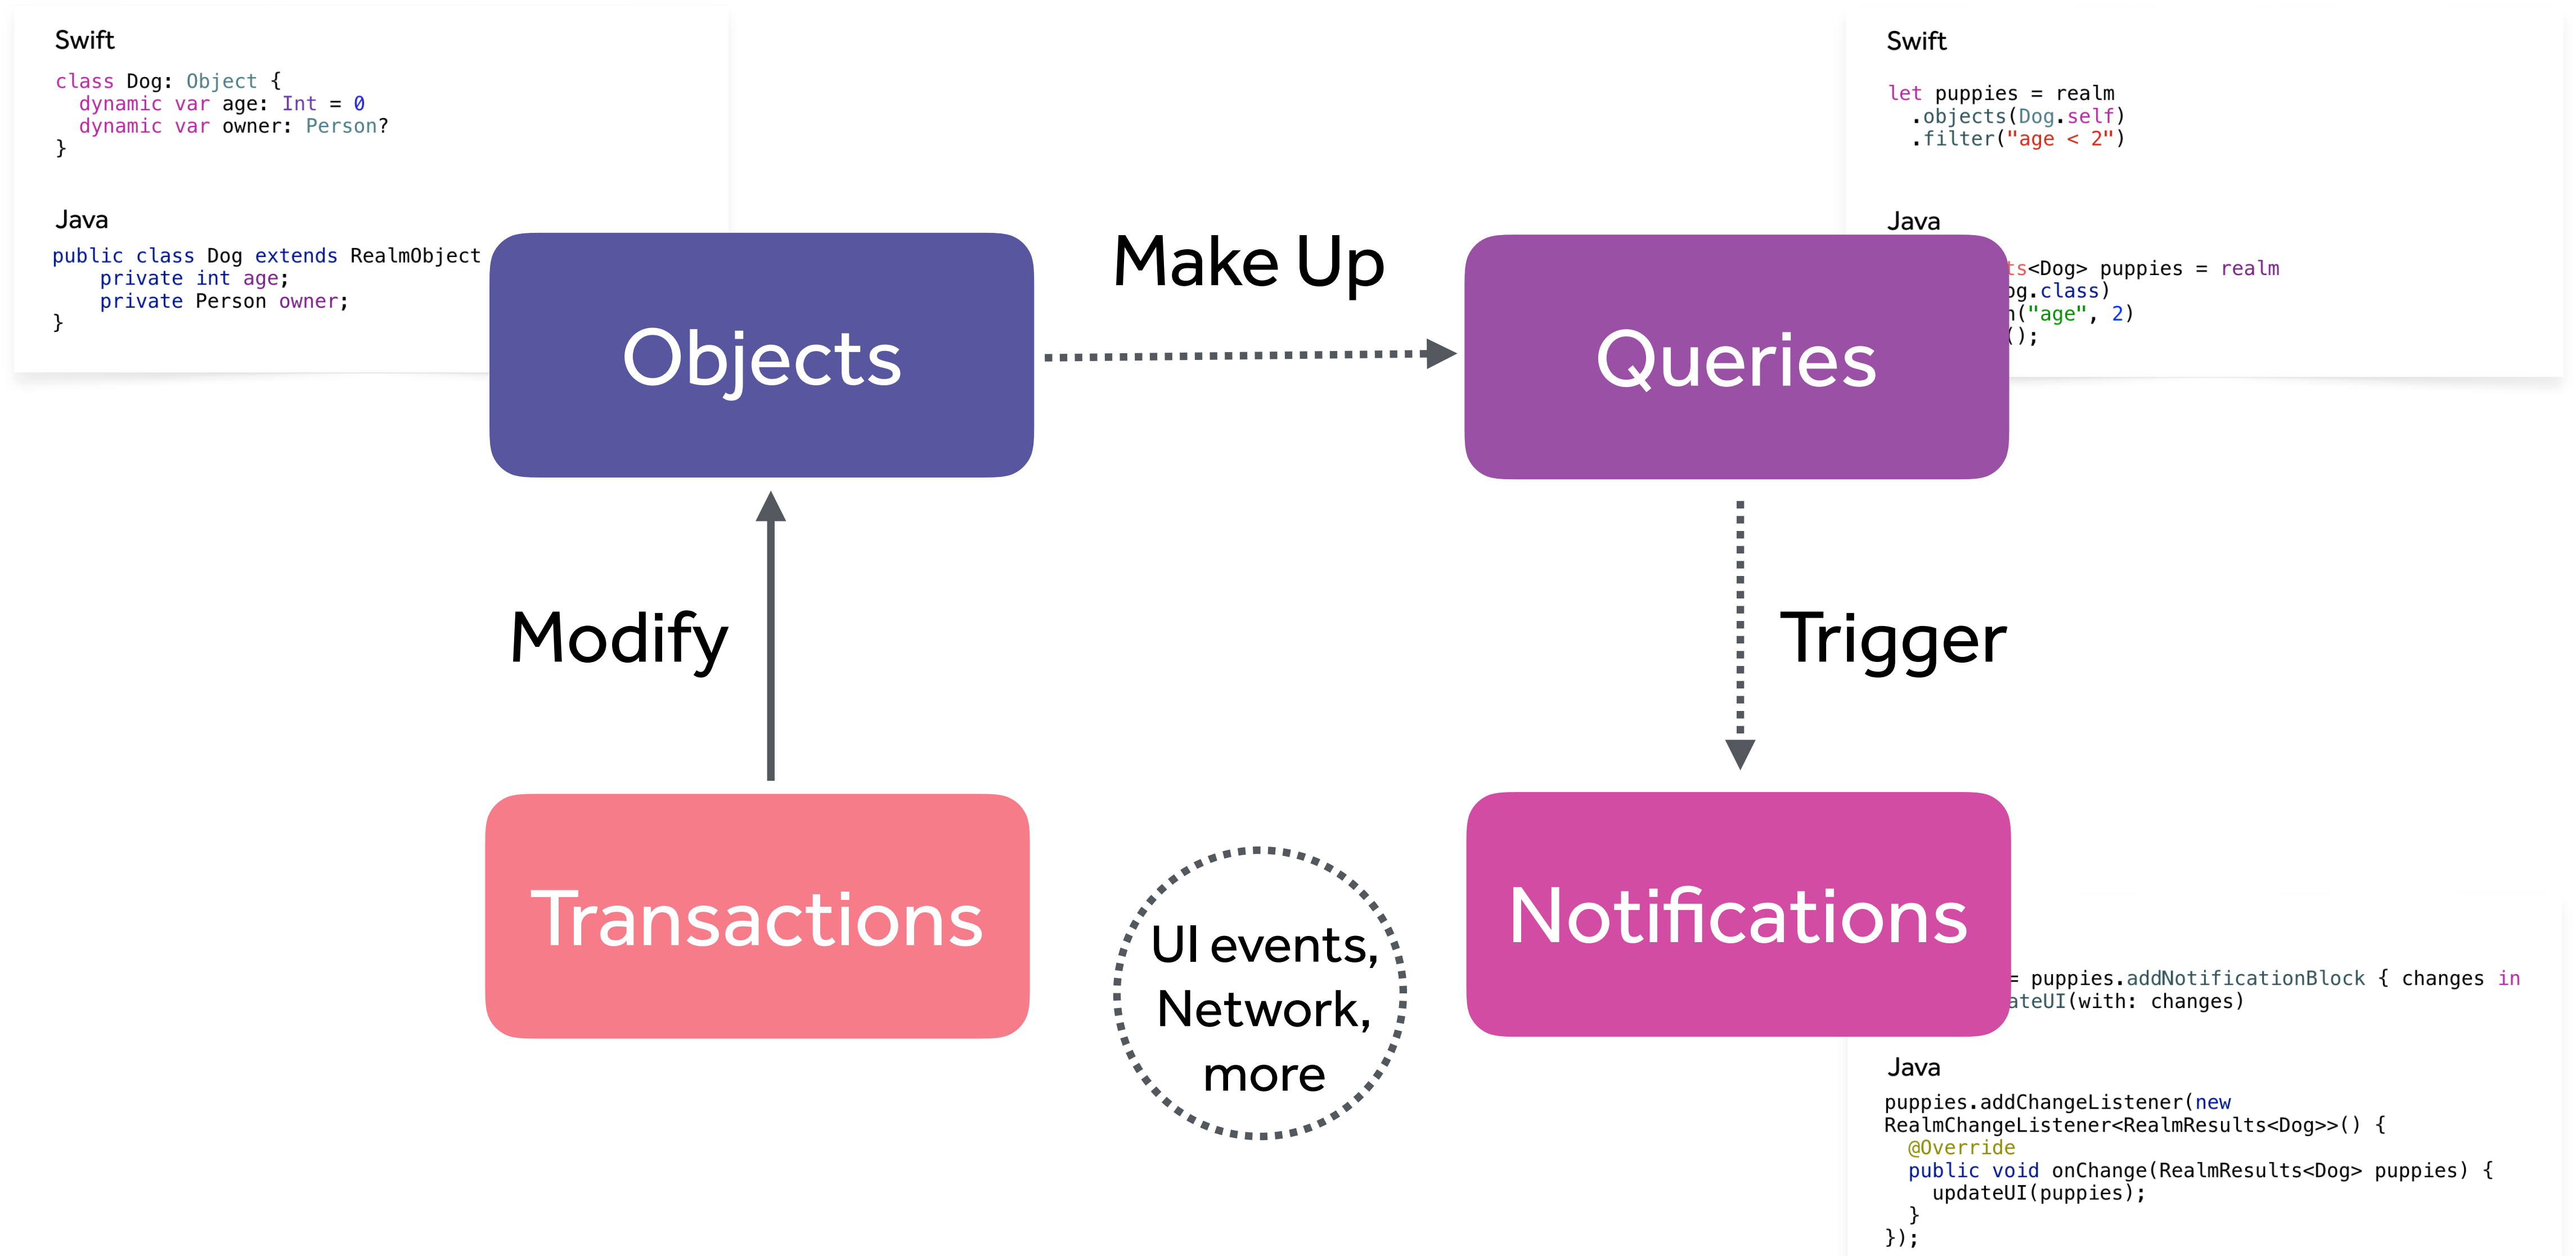 Swift
class Dog: Object {
  dynamic var age: Int = 0
  dynamic var owner: Person?
}
Java
public class Dog extends RealmObject
    private int age;
    private Person owner;
}
Objects
Make Up
Swift
let puppies = realm
  .objects(Dog.self)
  .filter("age < 2")
Java
<Dog> puppies = realm
.class)
("age", 2)
();
Queries
Modify
Trigger
Transactions
UI events,
Network,
more
Notifications
= puppies.addNotificationBlock { changes in
(with: changes)
Java
puppies.addChangeListener(new
RealmChangeListener<RealmResults<Dog>>() {
  @Override
  public void onChange(RealmResults<Dog> puppies) {
    updateUI(puppies);
  }
});